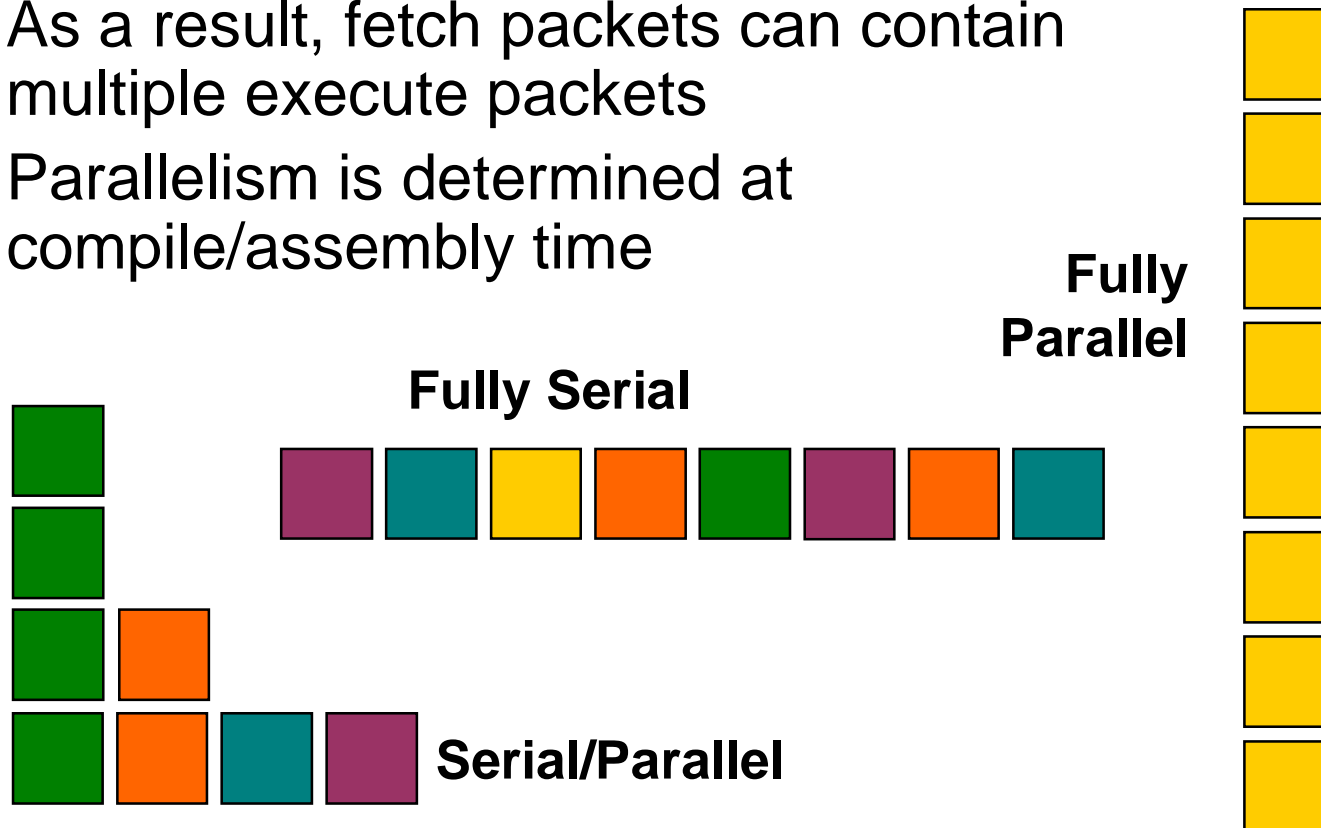 As a result, fetch packets can contain
multiple execute packets
Parallelism is determined at
compile/assembly time
Fully
Parallel
Fully Serial
Serial/Parallel